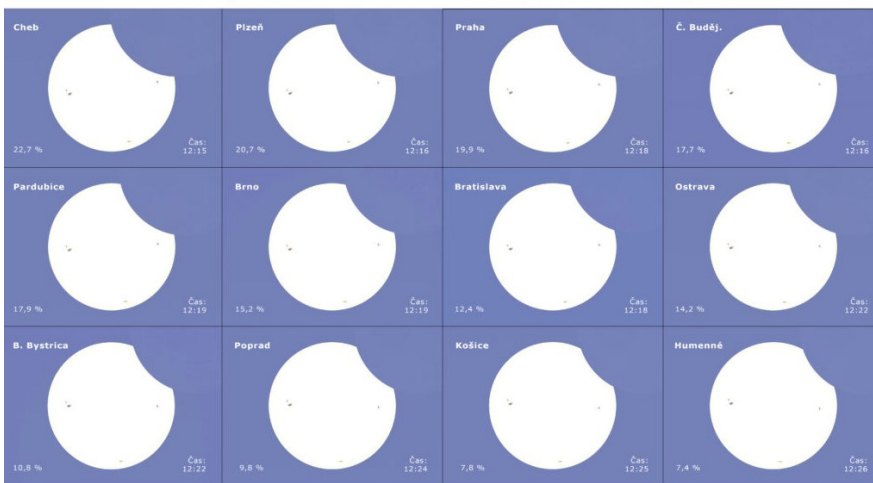 Cheb
22,7 %
Čas:
12:15
Plzeň
20,7 %
Čas:
12:16
Praha
19,9 %
Čas:
12:18
Č. Buděj.
17,7 %
Čas:
12:16
Pardubice
17,9 %
Čas:
12:19
Brno
15,2 %
Čas:
12:19
Bratislava
12,4 %
Čas:
12:18
Ostrava
14,2 %
Čas:
12:22
B. Bystrica
10,8 %
Čas:
12:22
Poprad
9,8 %
Čas:
12:24
Košice
7,8 %
Čas:
12:25
Humenné
7,4 %
Čas:
12:26